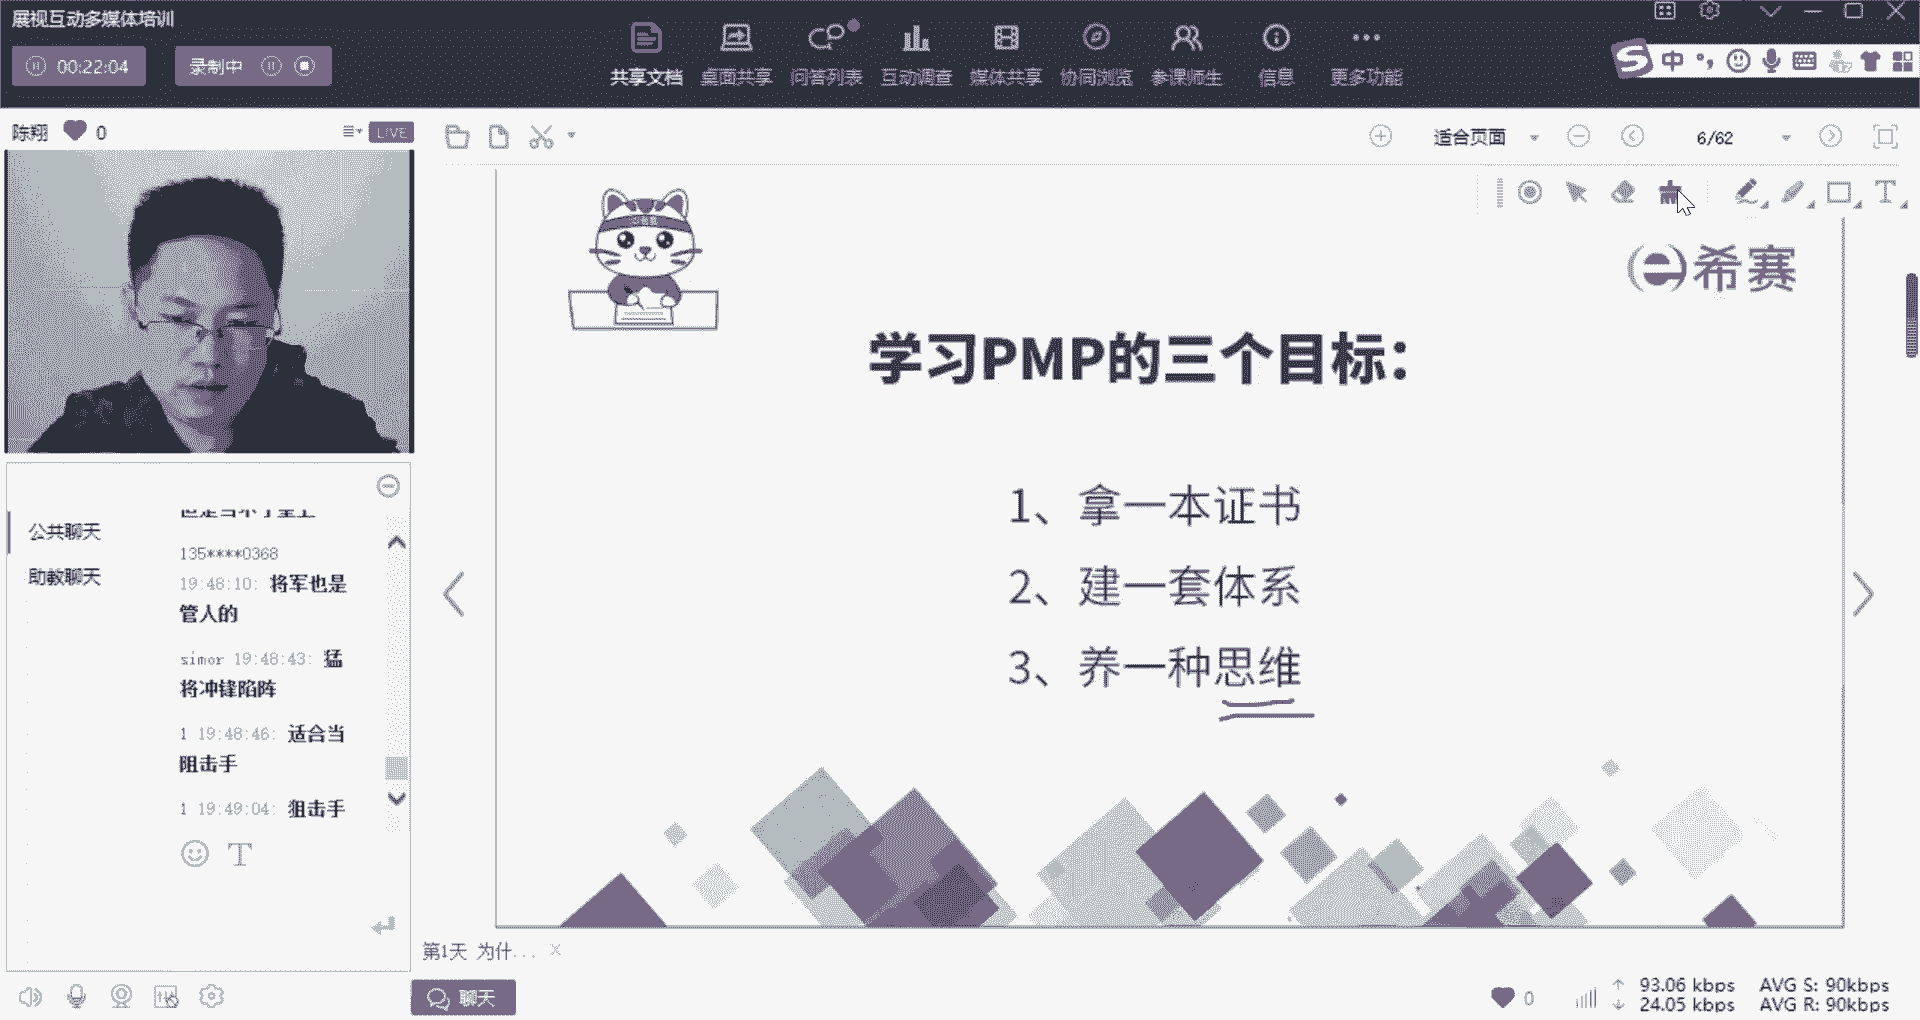 展视互动多媒体培训
00:22:04
录制中
共享文档 桌面共享 问答列表 互动调查 媒体共享 协同浏览 参课师生 信息 更多功能
中
陈翔 0
LIVE
适合页面
6/62
T
希赛
学习PMP的三个目标：
1、拿一本证书
2、建一套体系
3、养一种思维
公共聊天
助教聊天
135****0368
19:48:10: 将军也是
管人的
simor 19:48:43: 猛
将冲锋陷阵
1 19:48:46: 适合当
阻击手
1 19:49:04: 狙击手
T
第1天 为什...
聊天
0
93.06 kbps AVG S: 90kbps
24.05 kbps AVG R: 90kbps